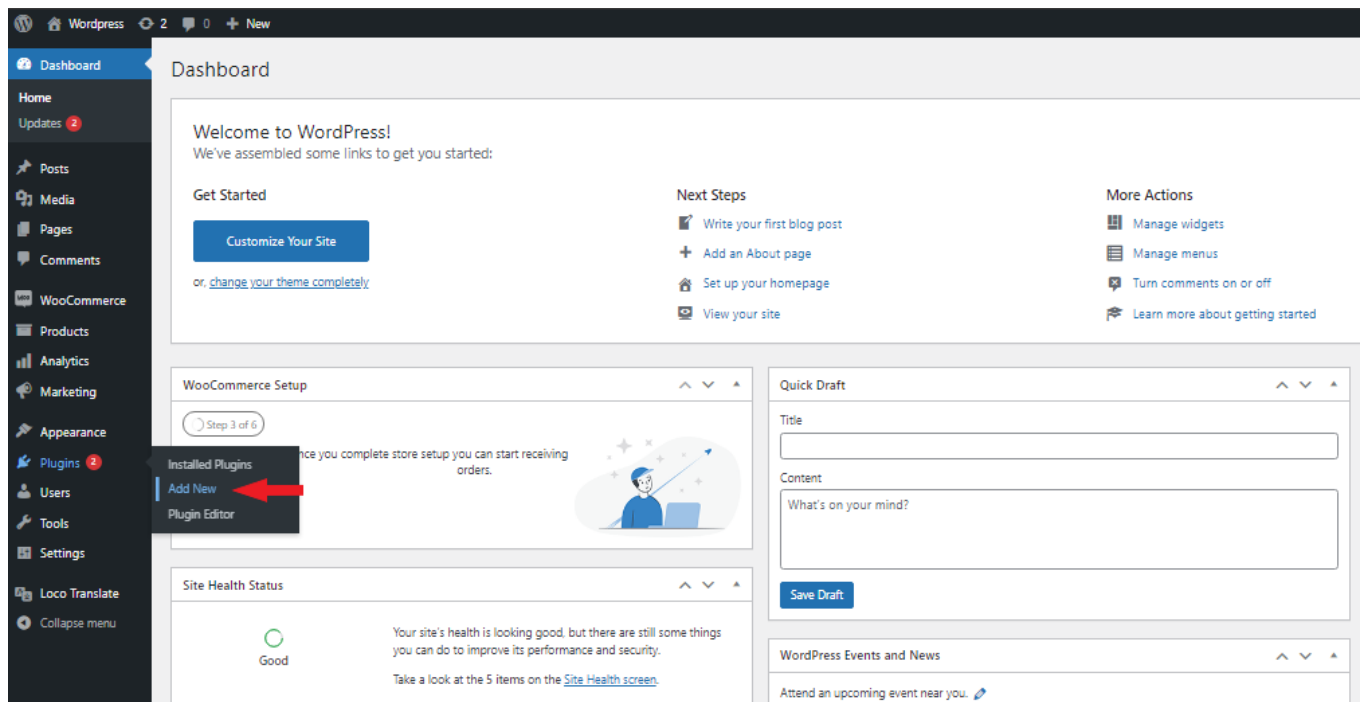 Wordpress 2 0 New
Dashboard
Home
Updates 2
Posts
Media
Pages
Comments
WooCommerce
Products
Analytics
Marketing
Appearance
Plugins 2
Users
Tools
Settings
Loco Translate
Collapse menu
Installed Plugins
Add New
Plugin Editor
Dashboard
Welcome to WordPress!
We've assembled some links to get you started:
Get Started
Customize Your Site
or, change your theme completely
Next Steps
Write your first blog post
Add an About page
Set up your homepage
View your site
More Actions
Manage widgets
Manage menus
Turn comments on or off
Learn more about getting started
WooCommerce Setup
Step 3 of 6
you complete store setup you can start receiving
orders.
Site Health Status
Good
Your site's health is looking good, but there are still some things
you can do to improve its performance and security.
Take a look at the 5 items on the Site Health screen.
Quick Draft
Title
Content
What's on your mind?
Save Draft
WordPress Events and News
Attend an upcoming event near you.